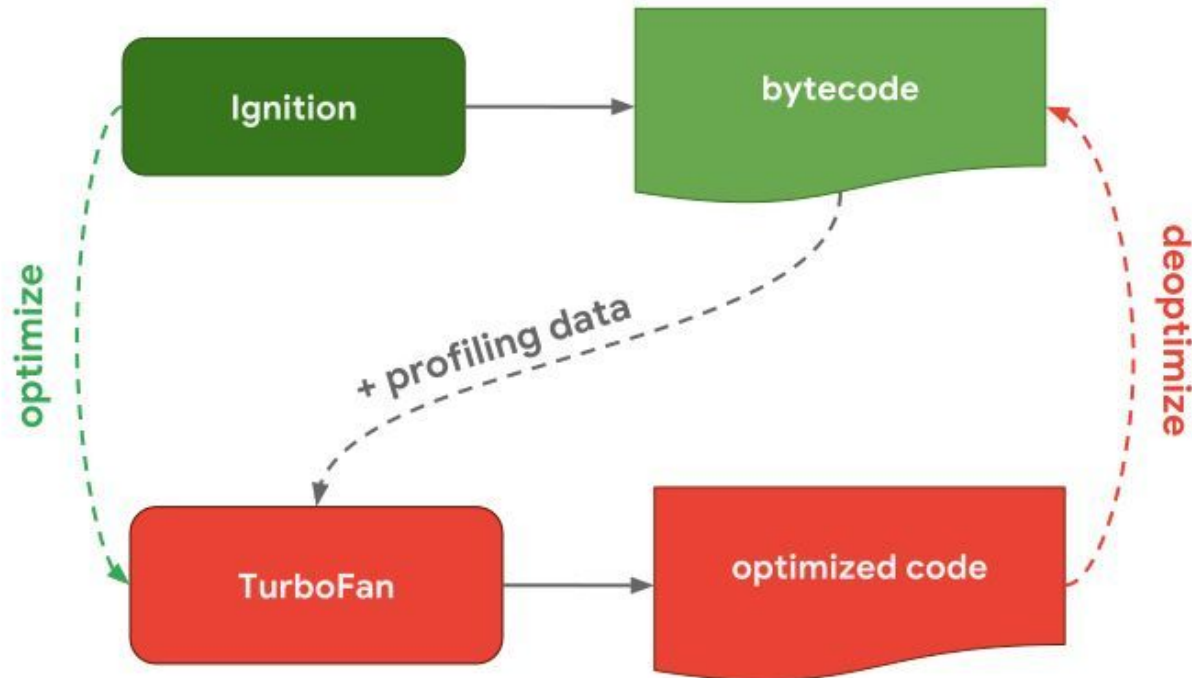 Ignition
bytecode
optimize
+ profiling data
deoptimize
TurboFan
optimized code